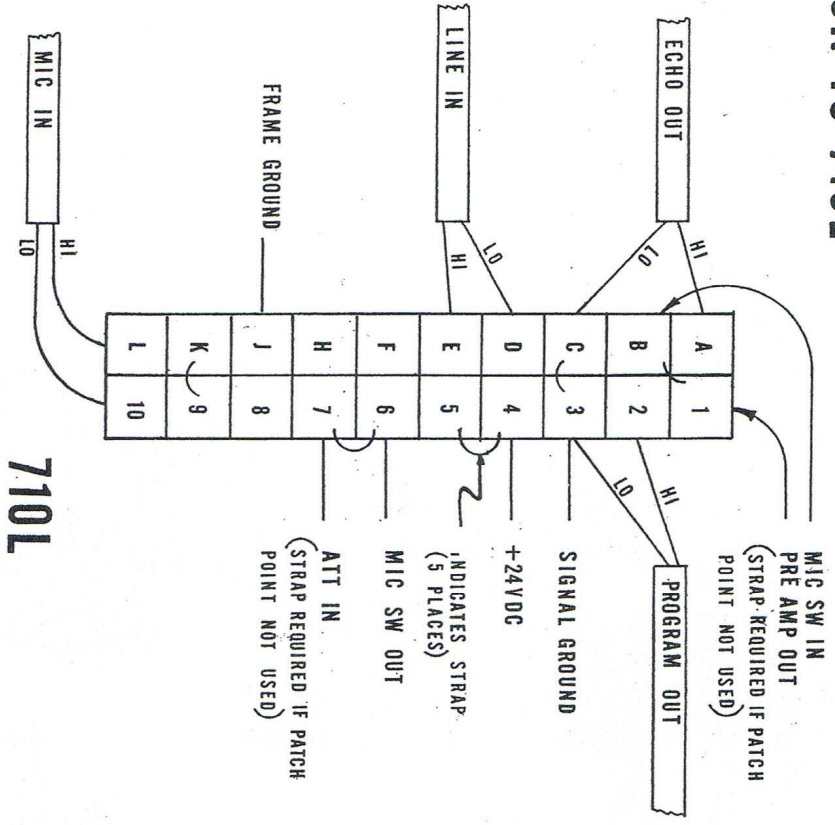 ECHO OUT
HI
LO
LINE IN
LO
HI
FRAME GROUND
MIC IN
HI
LO
A 1
B 2
C 3
D 4
E 5
F 6
H 7
J 8
K 9
L 10
MIC SW IN
PRE AMP OUT
(STRAP REQUIRED IF PATCH
POINT NOT USED)
HI
LO
PROGRAM OUT
SIGNAL GROUND
+24VDC
INDICATES STRAP
(5 PLACES)
MIC SW OUT
ATT IN
(STRAP REQUIRED IF PATCH
POINT NOT USED)
710L